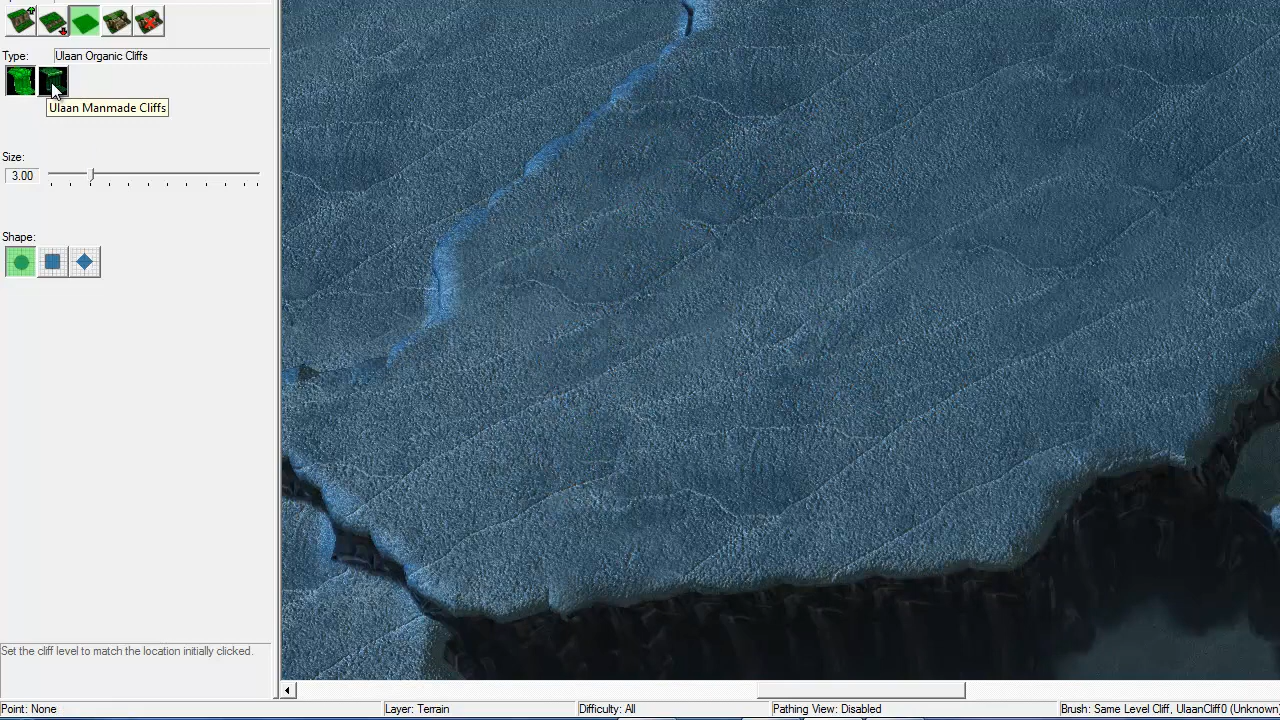 Type: Ulaan Organic Cliffs
Ulaan Manmade Cliffs
Size:
3.00
Shape:
Set the cliff level to match the location initially clicked.
Point: None Layer: Terrain Difficulty: All Pathing View: Disabled Brush: Same Level Cliff, UlaanCliff0 (Unknown